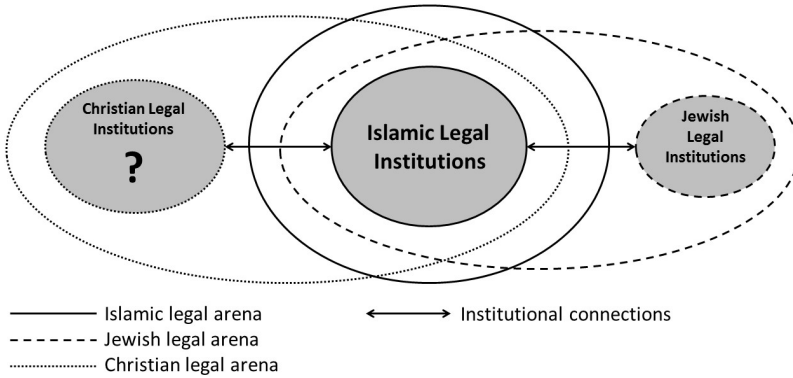 Christian Legal
Institutions
?
Islamic Legal
Institutions
Jewish
Legal
Institutions
Islamic legal arena
Jewish legal arena
Christian legal arena
Institutional connections